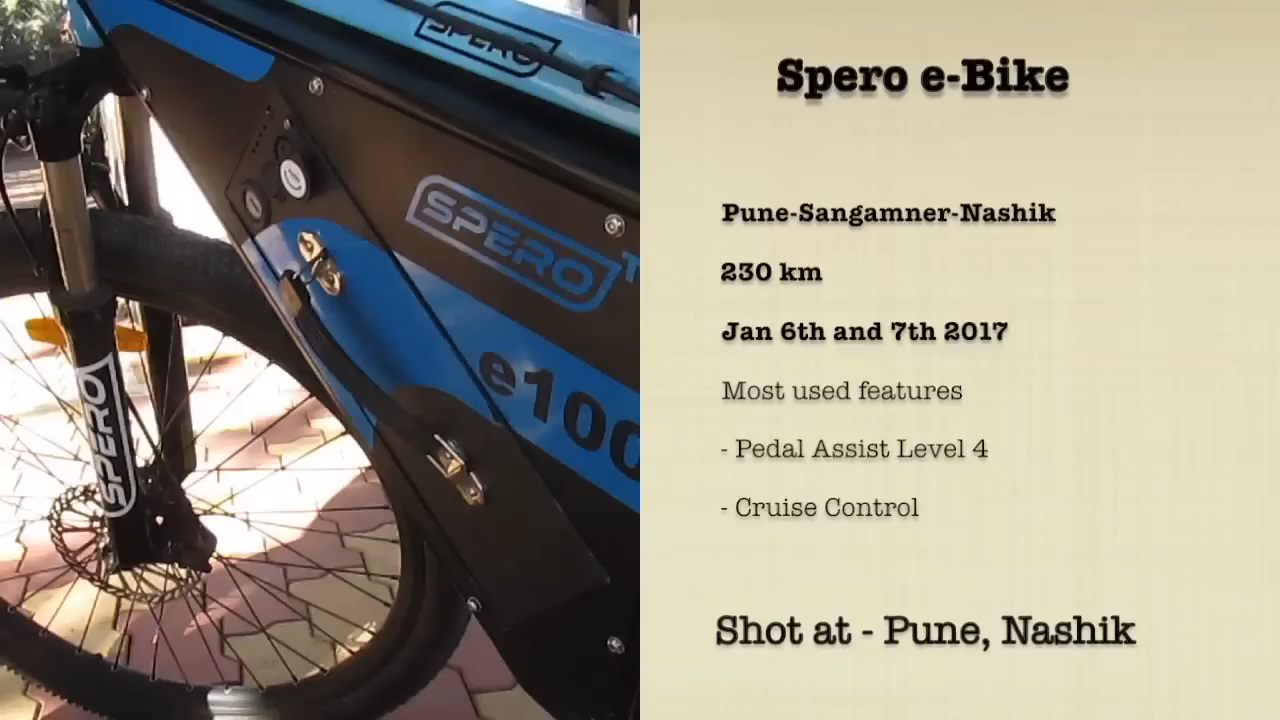 SPERO
SPERO
e100
SPERO
Spero e-Bike
Pune-Sangamner-Nashik
230 km
Jan 6th and 7th 2017
Most used features
- Pedal Assist Level 4
- Cruise Control
Shot at - Pune, Nashik